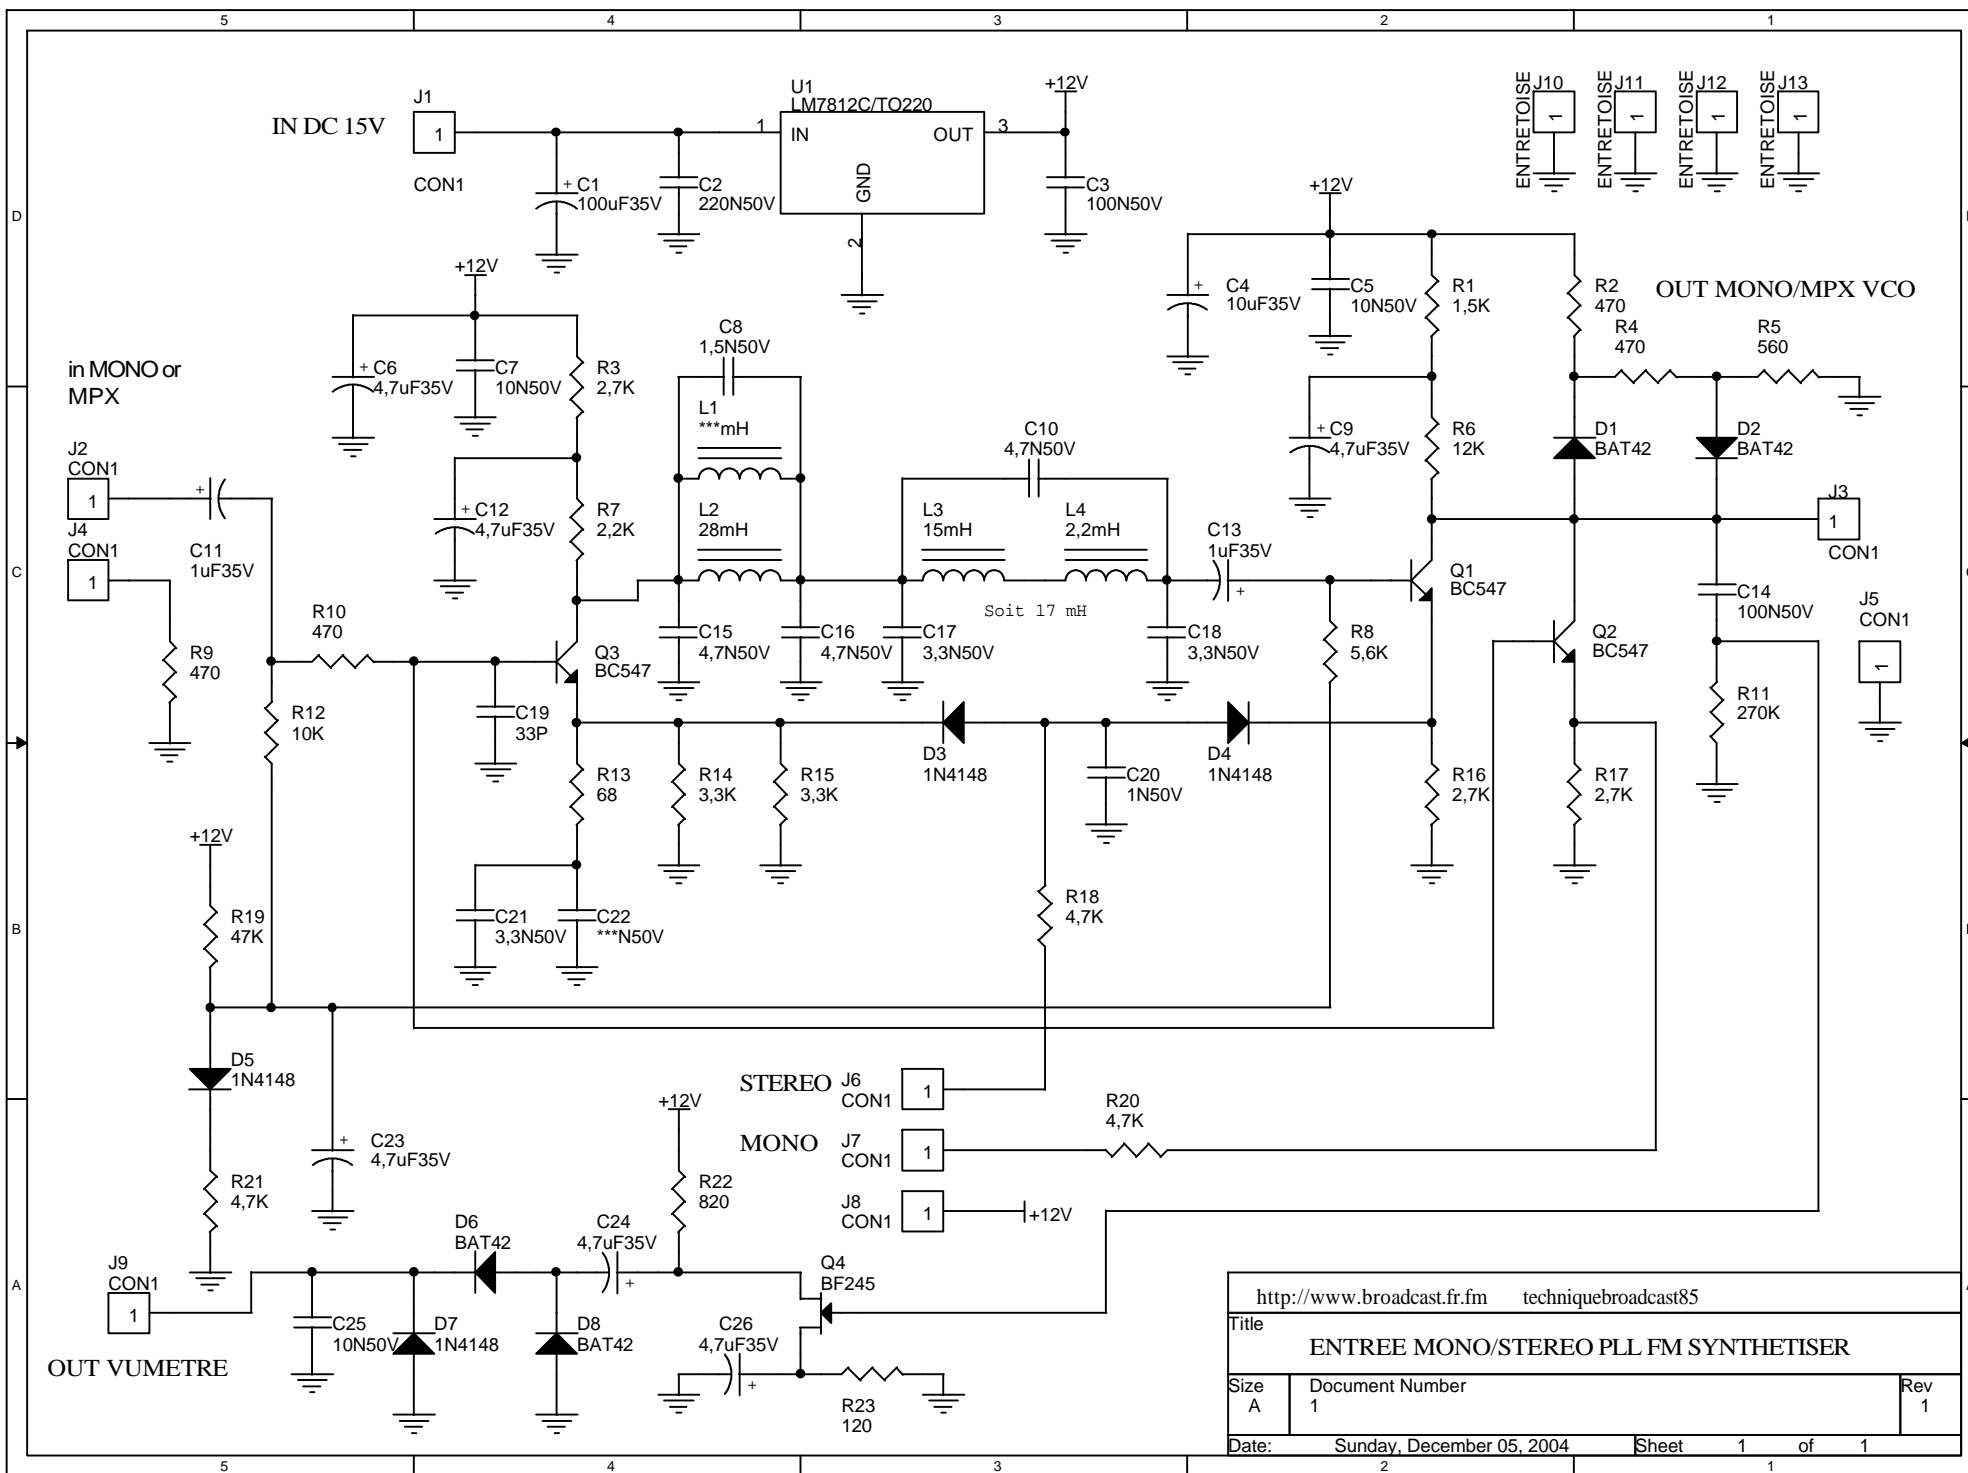 5 4 3 2 1
D
C
B
A
IN DC 15V
J1
1
CON1
C1
100uF35V
C2
220N50V
U1
LM7812C/TO220
1
IN
OUT
3
GND
2
+12V
C3
100N50V
ENTRETOISE
J10
1
ENTRETOISE
J11
1
ENTRETOISE
J12
1
ENTRETOISE
J13
1
+12V
C6
4,7uF35V
C7
10N50V
R3
2,7K
C8
1,5N50V
L1
***mH
+12V
C4
10uF35V
C5
10N50V
R1
1,5K
R2
470
OUT MONO/MPX VCO
R4
470
R5
560
in MONO or
MPX
J2
CON1
1
J4
CON1
1
C11
1uF35V
C12
4,7uF35V
R7
2,2K
L2
28mH
C10
4,7N50V
L3
15mH
L4
2,2mH
Soit 17 mH
C13
1uF35V
C9
4,7uF35V
R6
12K
D1
BAT42
D2
BAT42
J3
1
CON1
R10
470
R9
470
R12
10K
C19
33P
Q3
BC547
C15
4,7N50V
C16
4,7N50V
C17
3,3N50V
C18
3,3N50V
R8
5,6K
Q1
BC547
Q2
BC547
C14
100N50V
J5
CON1
1
R11
270K
R13
68
R14
3,3K
R15
3,3K
D3
1N4148
C20
1N50V
D4
1N4148
R16
2,7K
R17
2,7K
+12V
R19
47K
C21
3,3N50V
C22
***N50V
R18
4,7K
D5
1N4148
STEREO
J6
CON1
1
MONO
J7
CON1
1
J8
CON1
1
+12V
R20
4,7K
R21
4,7K
C23
4,7uF35V
+12V
R22
820
D6
BAT42
C24
4,7uF35V
Q4
BF245
J9
CON1
1
OUT VUMETRE
C25
10N50V
D7
1N4148
D8
BAT42
C26
4,7uF35V
R23
120
http://www.broadcast.fr.fm techniquebroadcast85
Title
ENTREE MONO/STEREO PLL FM SYNTHETISER
Size
A
Document Number
1
Rev
1
Date: Sunday, December 05, 2004 Sheet 1 of 1
5 4 3 2 1